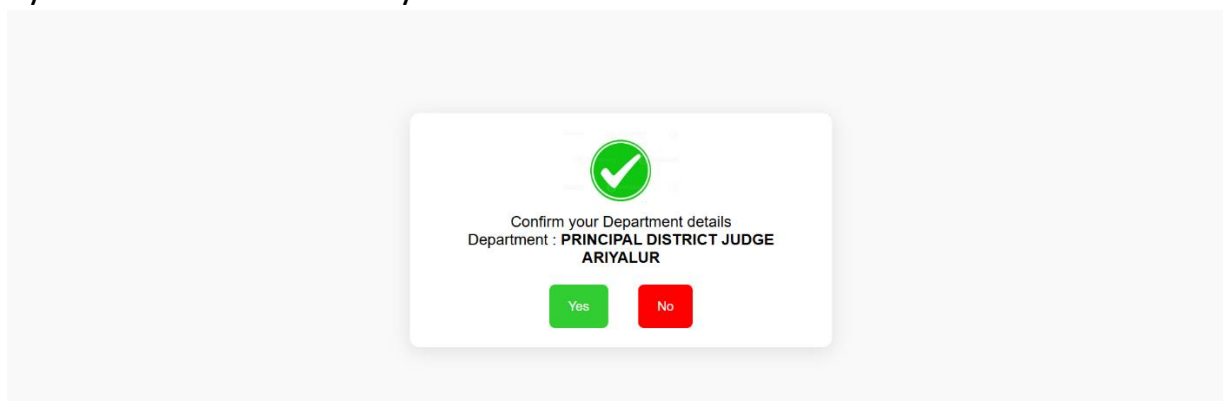 Confirm your Department details
Department : PRINCIPAL DISTRICT JUDGE
ARIYALUR
Yes No